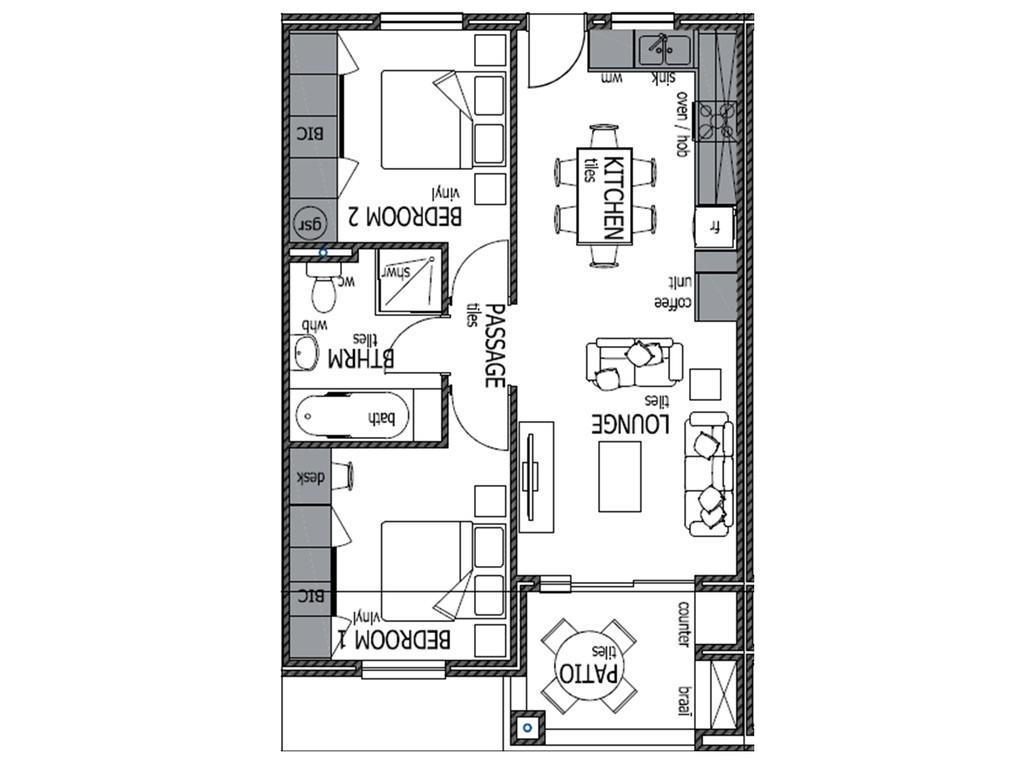 wm
sink
oven / hob
BIC
KITCHEN
tiles
vinyl
BEDROOM 2
gsr
fr
shwr
wc
coffee
unit
PASSAGE
tiles
whb
tiles
BTHRM
tiles
LOUNGE
bath
desk
BIC
vinyl
BEDROOM 1
counter
tiles
PATIO
braai